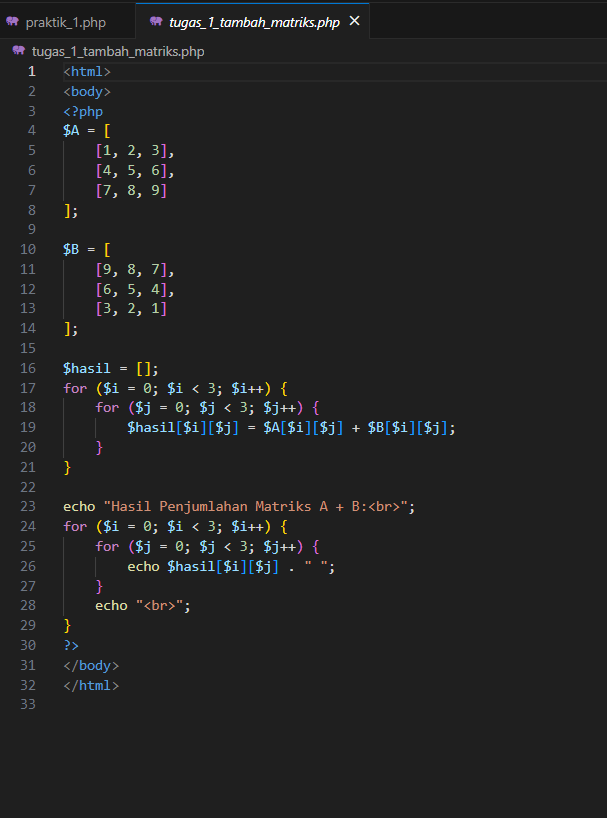 praktik_1.php
tugas_1_tambah_matriks.php
tugas_1_tambah_matriks.php
1 <html>
2 <body>
3 <?php
4 $A = [
5     [1, 2, 3],
6     [4, 5, 6],
7     [7, 8, 9]
8 ];
9
10 $B = [
11     [9, 8, 7],
12     [6, 5, 4],
13     [3, 2, 1]
14 ];
15
16 $hasil = [];
17 for ($i = 0; $i < 3; $i++) {
18     for ($j = 0; $j < 3; $j++) {
19         $hasil[$i][$j] = $A[$i][$j] + $B[$i][$j];
20     }
21 }
22
23 echo "Hasil Penjumlahan Matriks A + B:<br>";
24 for ($i = 0; $i < 3; $i++) {
25     for ($j = 0; $j < 3; $j++) {
26         echo $hasil[$i][$j] . " ";
27     }
28     echo "<br>";
29 }
30 ?>
31 </body>
32 </html>
33